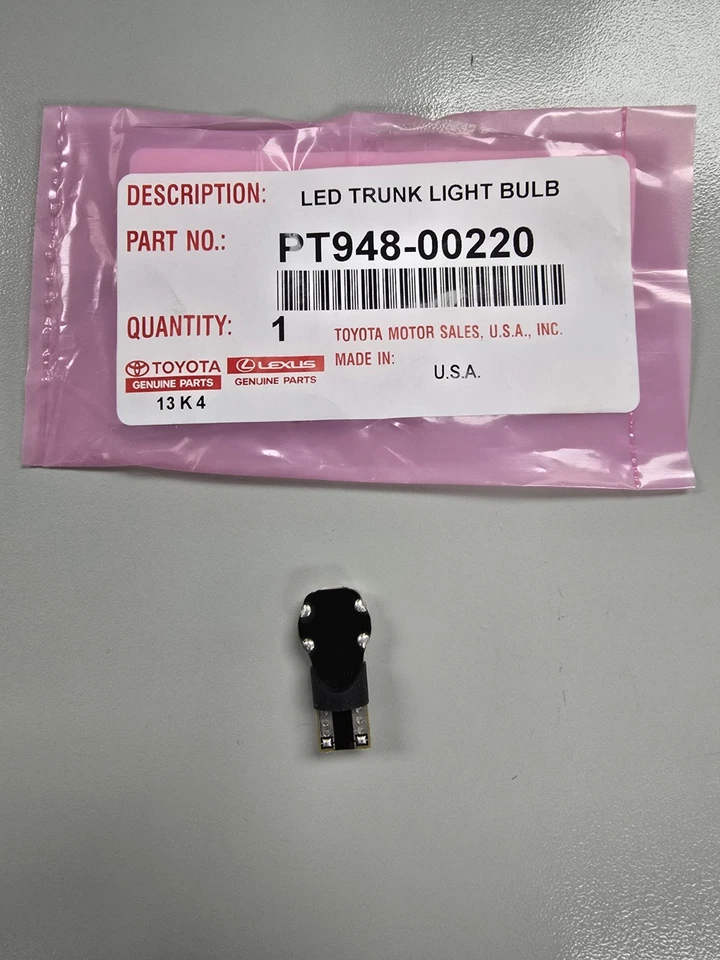 DESCRIPTION: LED TRUNK LIGHT BULB
PART NO.: PT948-00220
QUANTITY: 1 TOYOTA MOTOR SALES, U.S.A., INC.
MADE IN: U.S.A.
TOYOTA LEXUS
GENUINE PARTS GENUINE PARTS
13 K 4